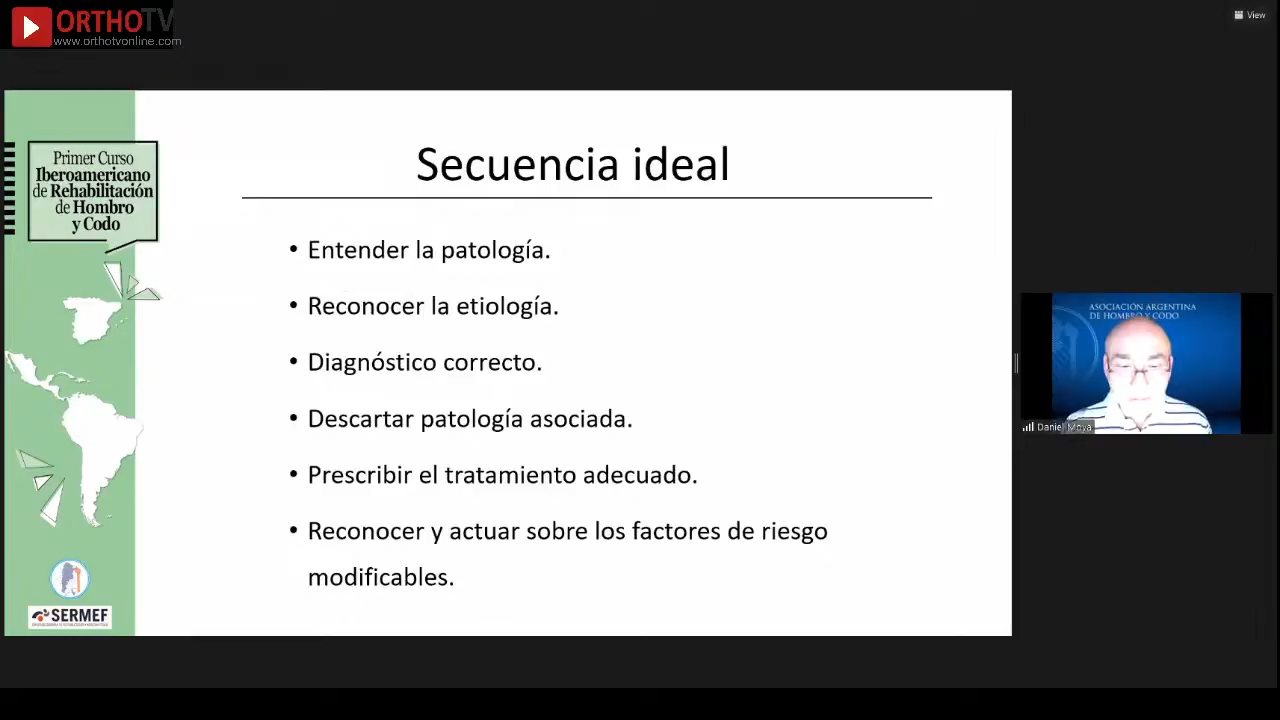 ORTHOTV
www.orthotvonline.com
View
Primer Curso
Iberoamericano
de Rehabilitación
de Hombro
y Codo
Secuencia ideal
• Entender la patología.
• Reconocer la etiología.
• Diagnóstico correcto.
• Descartar patología asociada.
• Prescribir el tratamiento adecuado.
• Reconocer y actuar sobre los factores de riesgo
modificables.
SERMEF
ASOCIACIÓN ARGENTINA
DE HOMBRO Y CODO
Daniel Moya